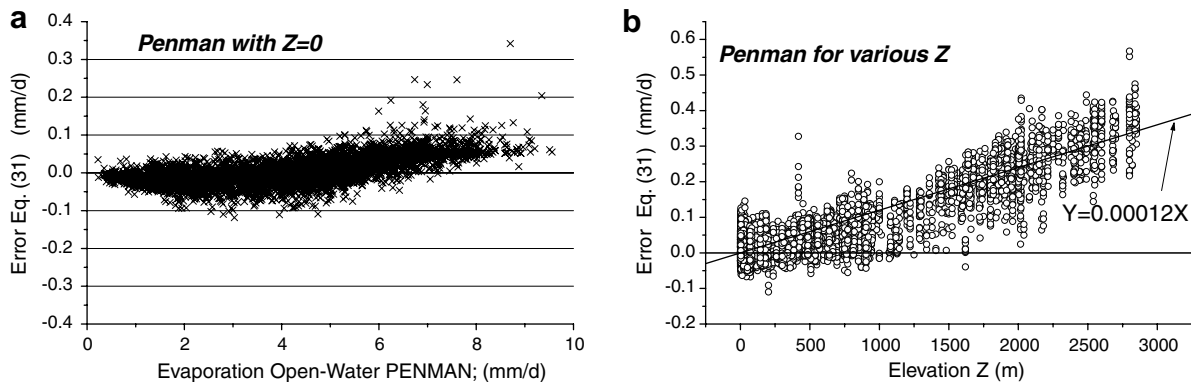 a
Penman with Z=0
Error Eq. (31) (mm/d)
0.4
0.3
0.2
0.1
0.0
-0.1
-0.2
-0.3
-0.4
0 2 4 6 8 10
Evaporation Open-Water PENMAN; (mm/d)
b
Penman for various Z
Error Eq. (31) (mm/d)
0.6
0.5
0.4
0.3
0.2
0.1
0.0
-0.1
-0.2
Y=0.00012X
0 500 1000 1500 2000 2500 3000
Elevation Z (m)